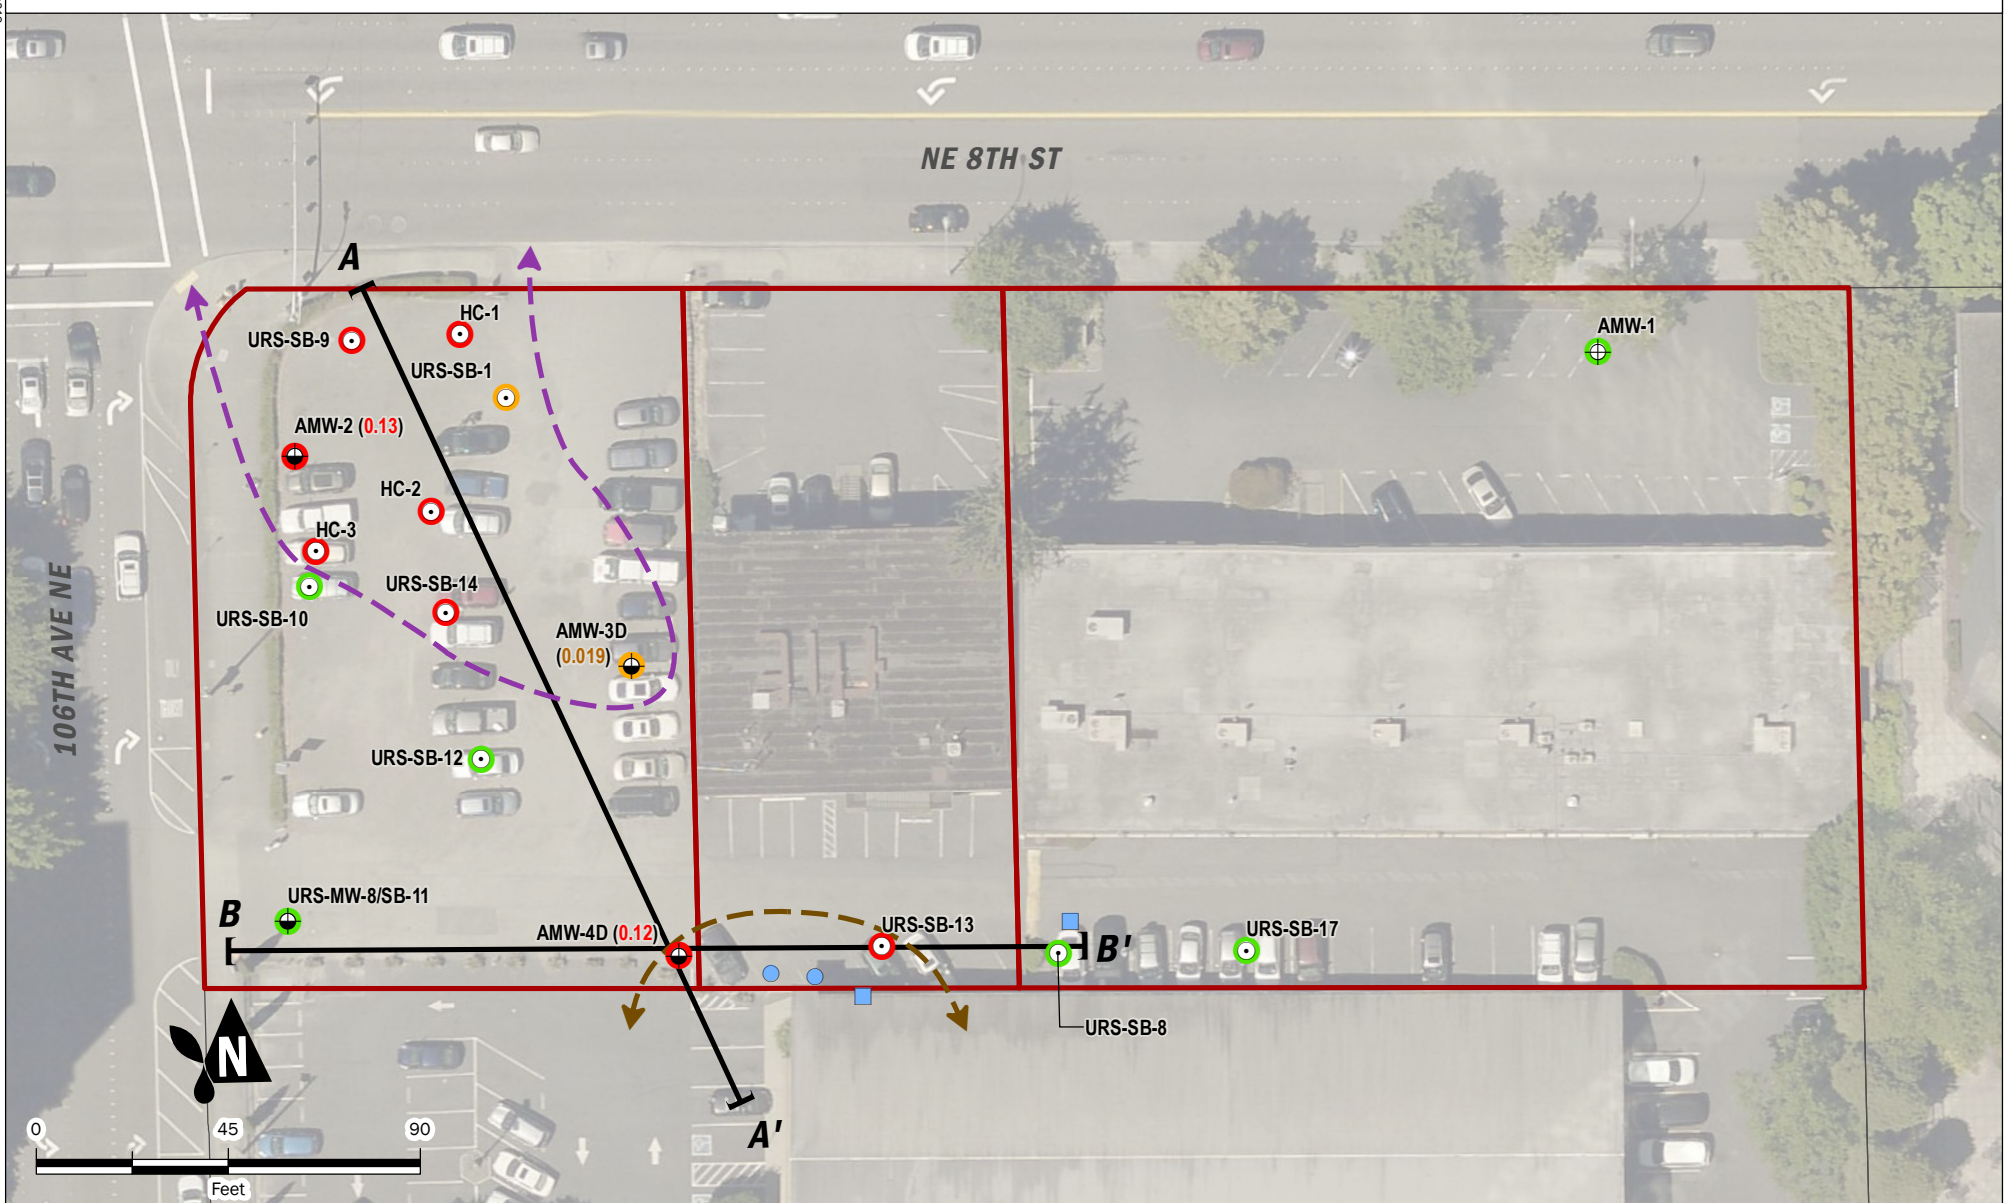 NE 8TH ST
A
HC-1
URS-SB-9
AMW-1
URS-SB-1
AMW-2 (0.13)
HC-2
HC-3
106TH AVE NE
URS-SB-14
URS-SB-10
AMW-3D
(0.019)
URS-SB-12
URS-MW-8/SB-11
B
AMW-4D (0.12)
URS-SB-13
URS-SB-17
B'
URS-SB-8
N
A'
0 45 90
Feet